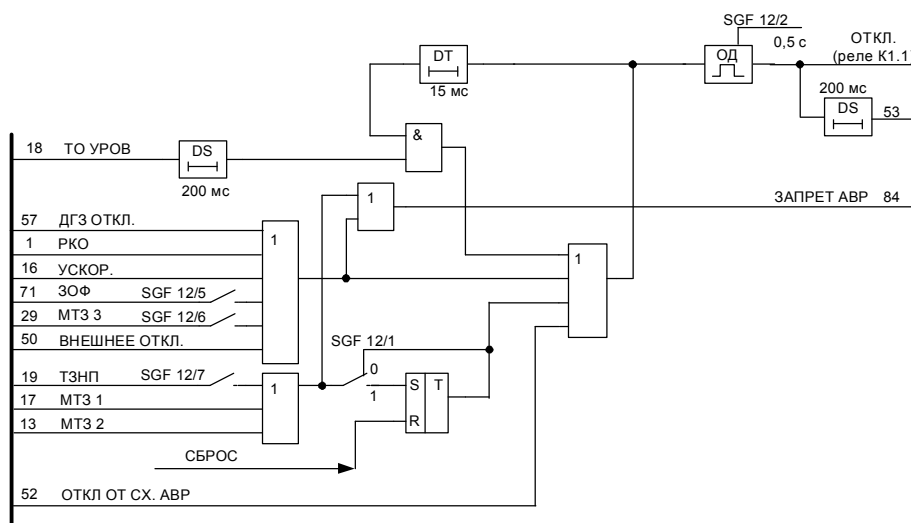 SGF 12/2
ОТКЛ.
0,5 с
(реле К1.1)
DT
ОД
15 мс
200 мс
DS
53
&
18 ТО УРОВ
DS
200 мс
1
ЗАПРЕТ АВР 84
57 ДГЗ ОТКЛ.
1 РКО
1
16 УСКОР.
1
71 ЗОФ SGF 12/5
29 МТЗ 3 SGF 12/6
50 ВНЕШНЕЕ ОТКЛ.
SGF 12/1
19 ТЗНП SGF 12/7
0
1
S T
17 МТЗ 1
1
13 МТЗ 2
R
СБРОС
52 ОТКЛ ОТ СХ. АВР